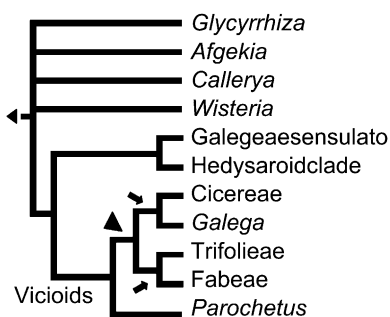 Glycyrrhiza
Afgekia
Callerya
Wisteria
Galegeaesensulato
Hedysaroidclade
Cicereae
Galega
Trifolieae
Fabeae
Vicioids
Parochetus